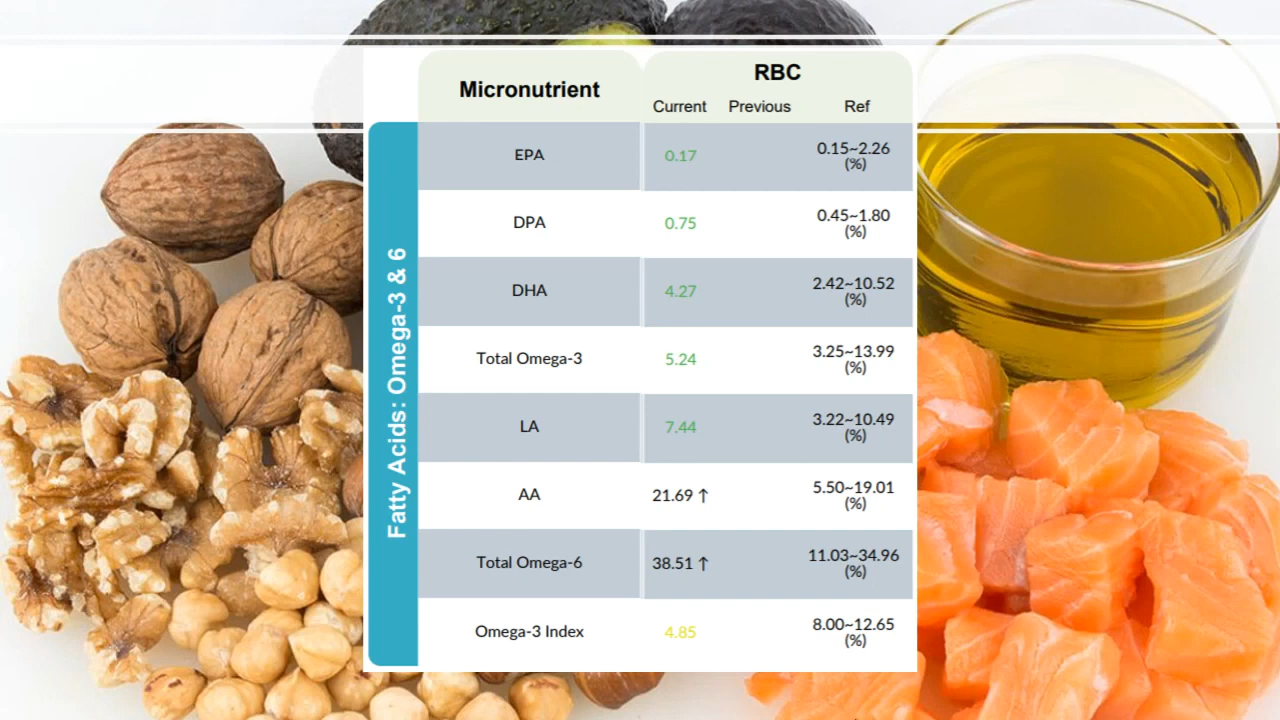 Micronutrient
RBC
Current Previous Ref
Fatty Acids: Omega-3 & 6
EPA 0.17 0.15~2.26
(%)
DPA 0.75 0.45~1.80
(%)
DHA 4.27 2.42~10.52
(%)
Total Omega-3 5.24 3.25~13.99
(%)
LA 7.44 3.22~10.49
(%)
AA 21.69 ↑ 5.50~19.01
(%)
Total Omega-6 38.51 ↑ 11.03~34.96
(%)
Omega-3 Index 4.85 8.00~12.65
(%)